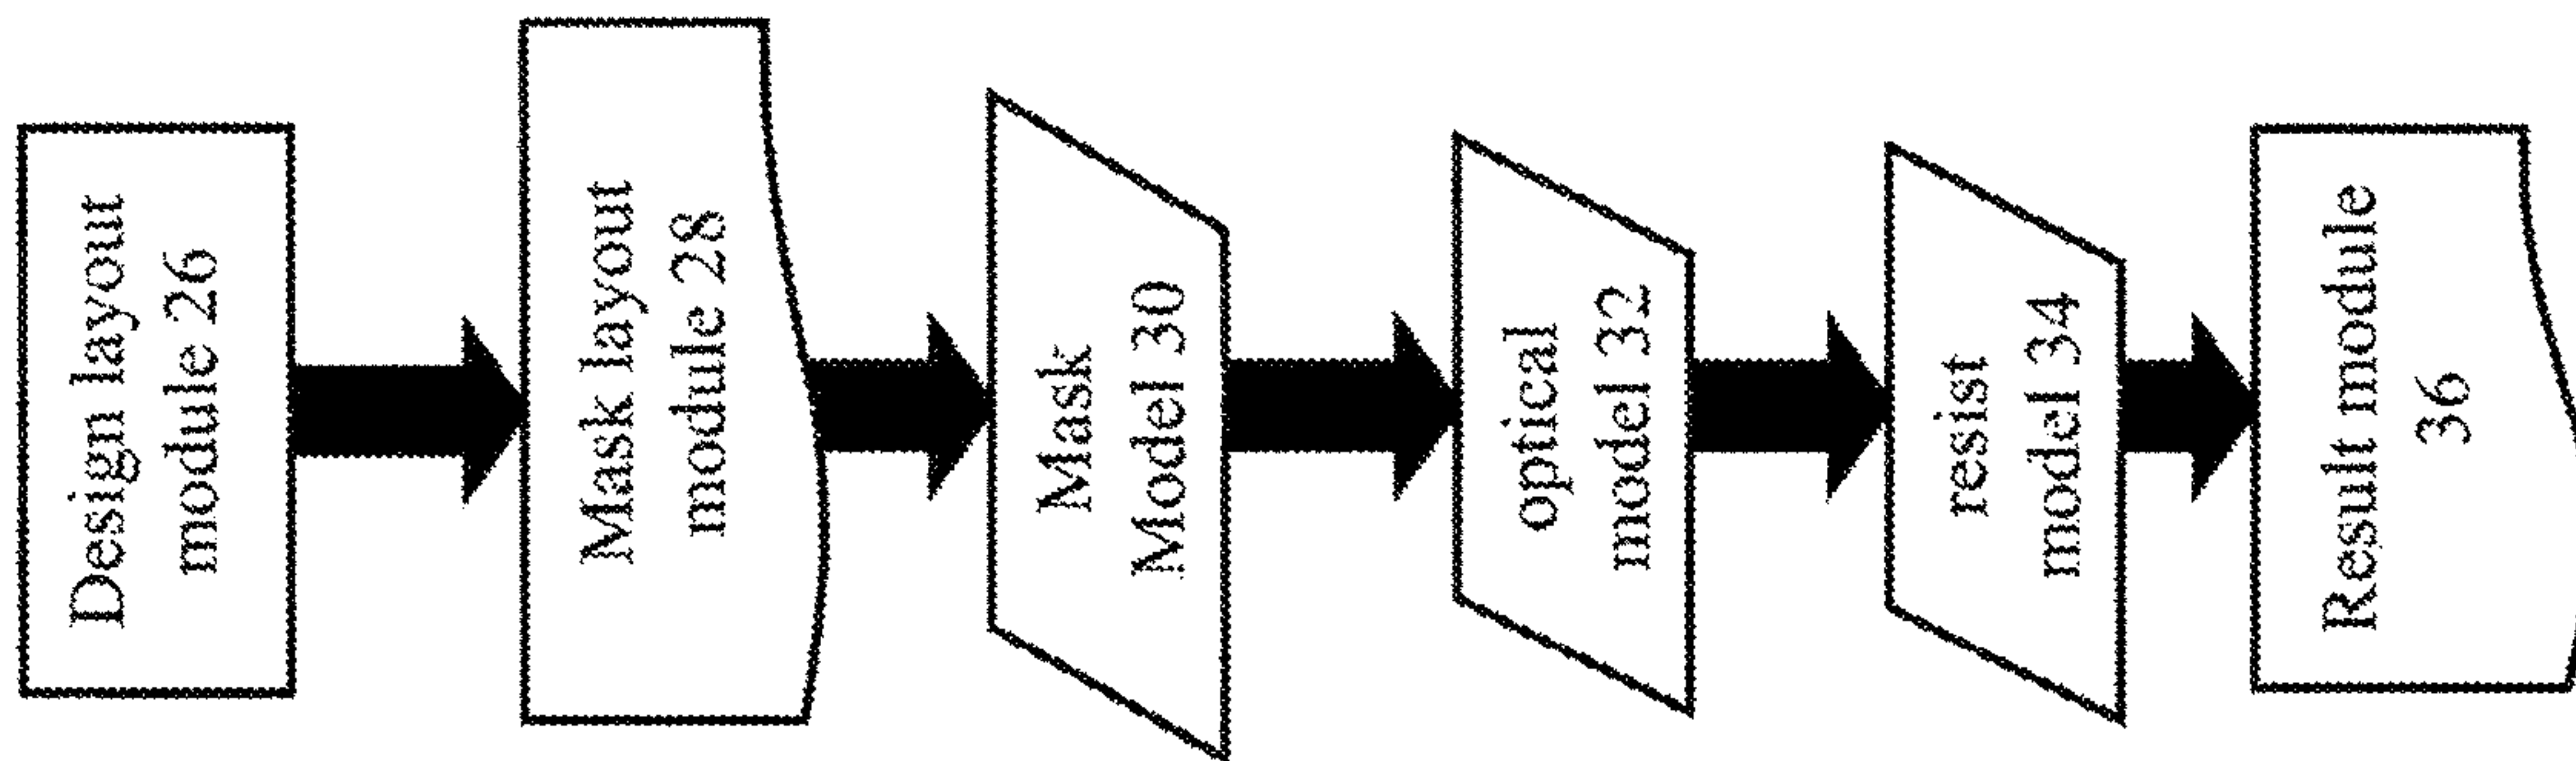 Design layout
module 26
Mask layout
module 28
Mask
Model 30
optical
model 32
resist
model 34
Result module
36